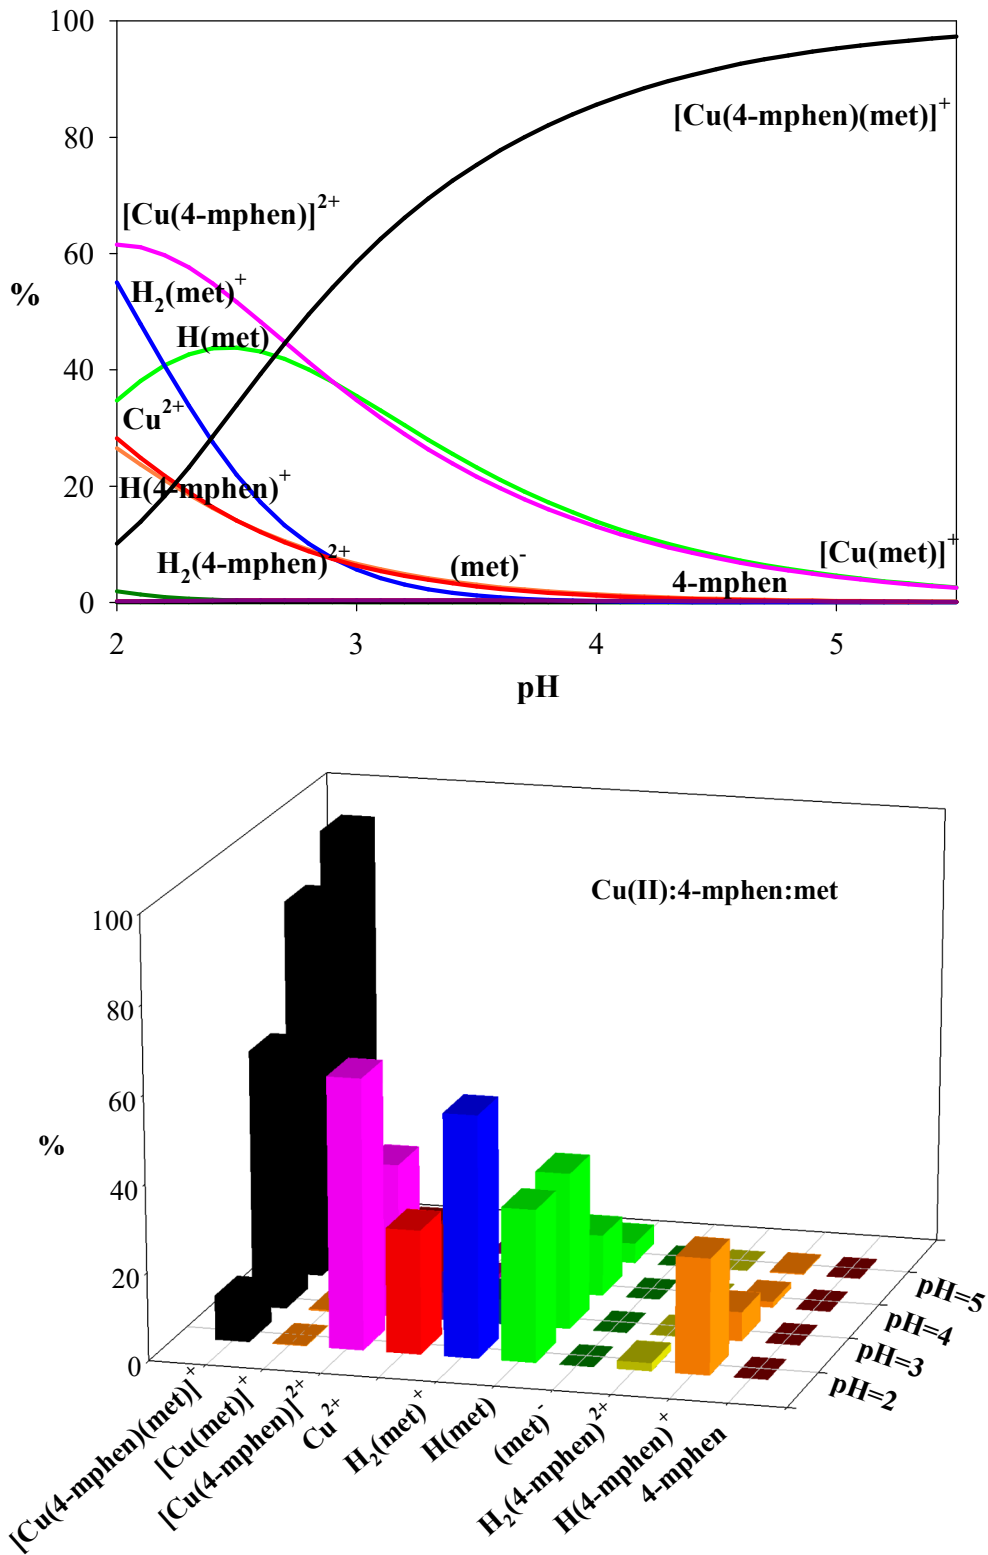 100
[Cu(4-mphen)(met)]⁺
80
[Cu(4-mphen)]²⁺
60
%
H₂(met)⁺
H(met)
40
Cu²⁺
20
H(4-mphen)⁺
H₂(4-mphen)²⁺
(met)⁻
[Cu(met)]⁺
4-mphen
0
2 3 4 5
pH
Cu(II):4-mphen:met
100
80
60
%
40
20
0
pH=5
pH=4
pH=3
pH=2
[Cu(4-mphen)(met)]⁺
[Cu(met)]⁺
[Cu(4-mphen)]²⁺
Cu²⁺
H₂(met)⁺
H(met)
(met)⁻
H₂(4-mphen)²⁺
H(4-mphen)⁺
4-mphen